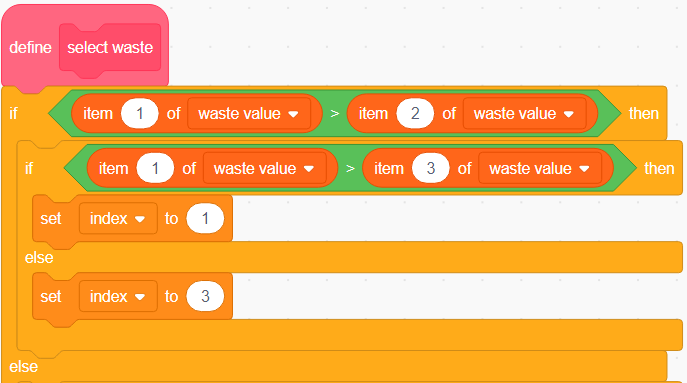 define select waste
if item 1 of waste value > item 2 of waste value then
if item 1 of waste value > item 3 of waste value then
set index to 1
else
set index to 3
else